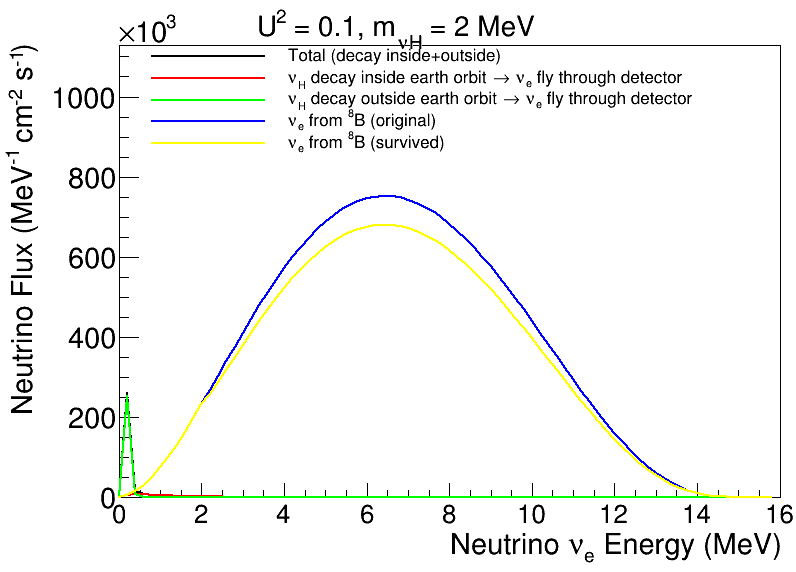 U² = 0.1, m_νH = 2 MeV
×10³
Total (decay inside+outside)
ν_H decay inside earth orbit → ν_e fly through detector
ν_H decay outside earth orbit → ν_e fly through detector
ν_e from ⁸B (original)
ν_e from ⁸B (survived)
Neutrino Flux (MeV⁻¹ cm⁻² s⁻¹)
1000
800
600
400
200
0
0 2 4 6 8 10 12 14 16
Neutrino ν_e Energy (MeV)